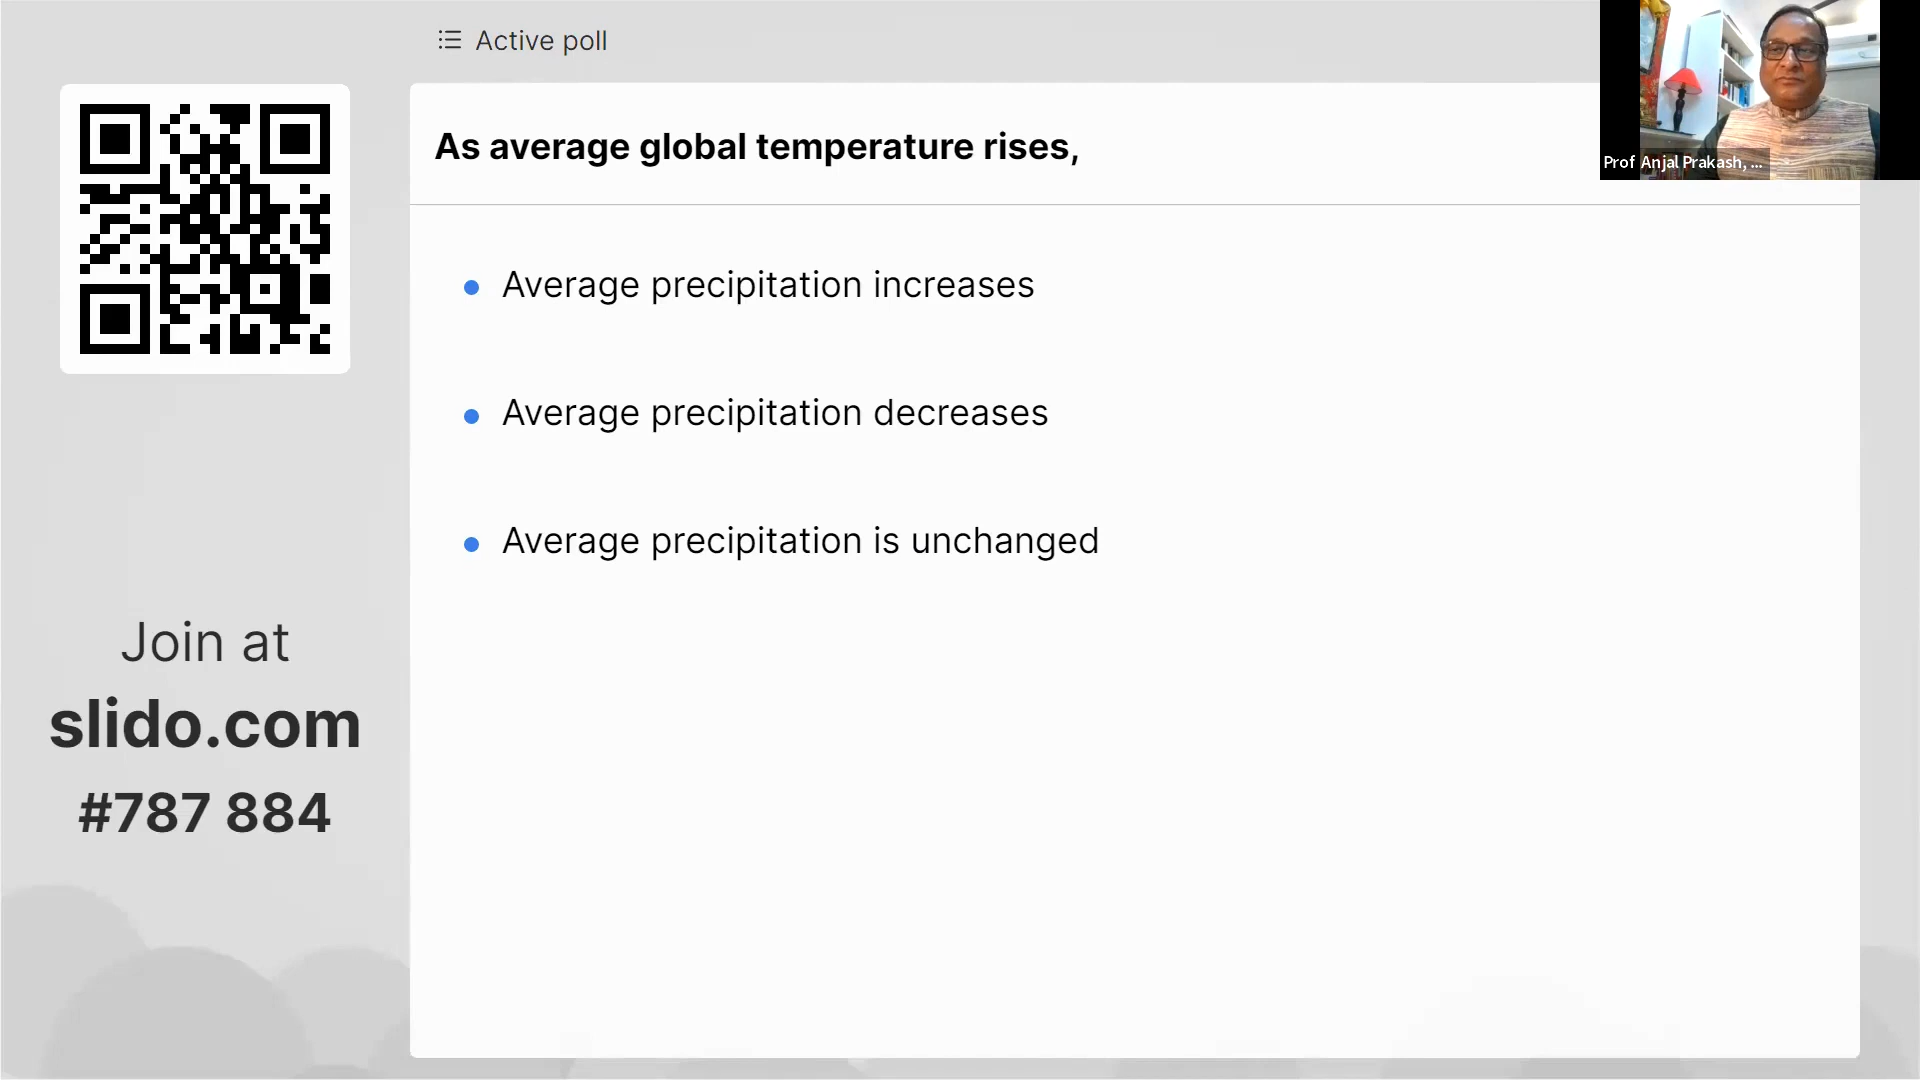 Active poll
As average global temperature rises,
Average precipitation increases
Average precipitation decreases
Average precipitation is unchanged
Join at
slido.com
#787 884
Prof Anjal Prakash, ...